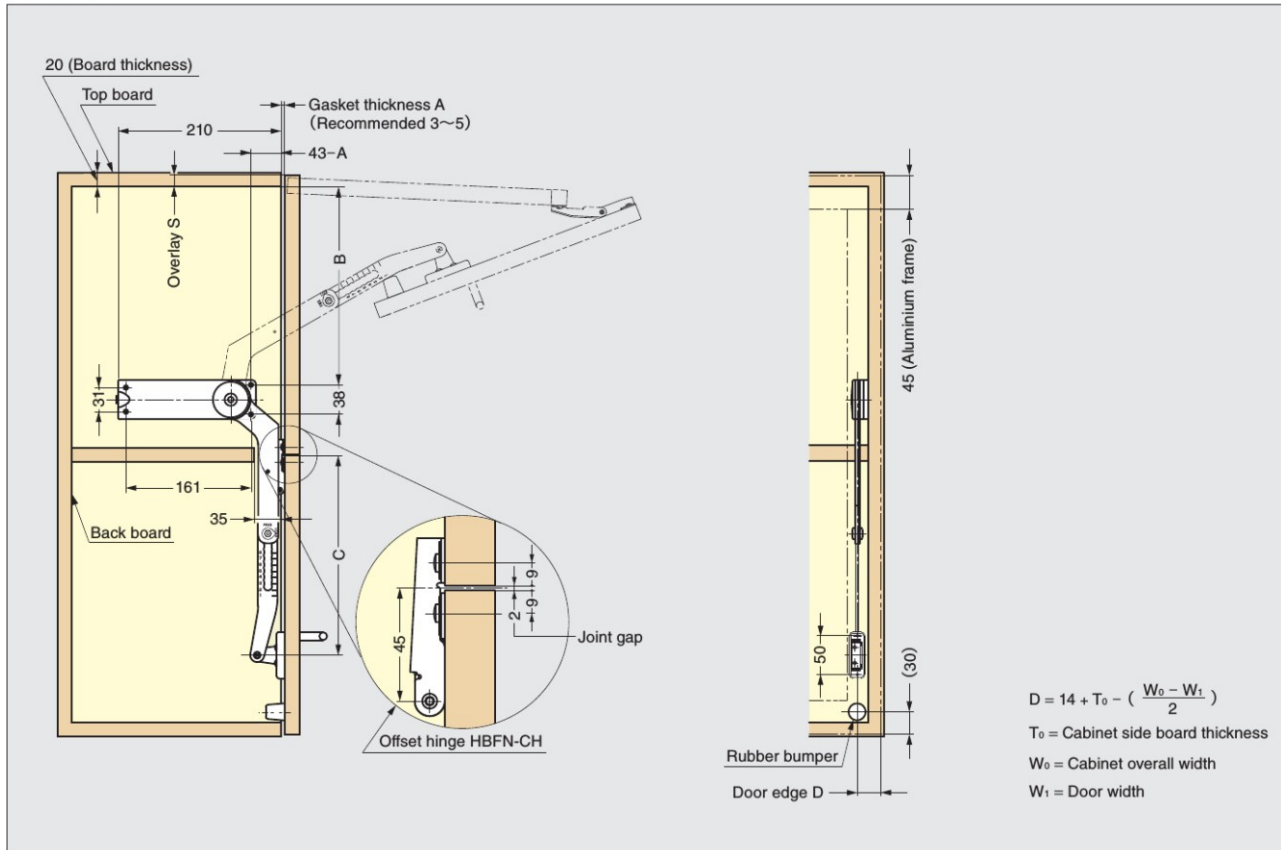 20 (Board thickness)
Top board
210
Gasket thickness A
(Recommended 3～5)
43-A
Overlay S
B
31
38
161
35
Back board
C
45
9
9
2
Joint gap
Offset hinge HBFN-CH
45 (Aluminium frame)
50
(30)
Rubber bumper
Door edge D
D = 14 + T₀ - ( W₀ - W₁ / 2 )
T₀ = Cabinet side board thickness
W₀ = Cabinet overall width
W₁ = Door width